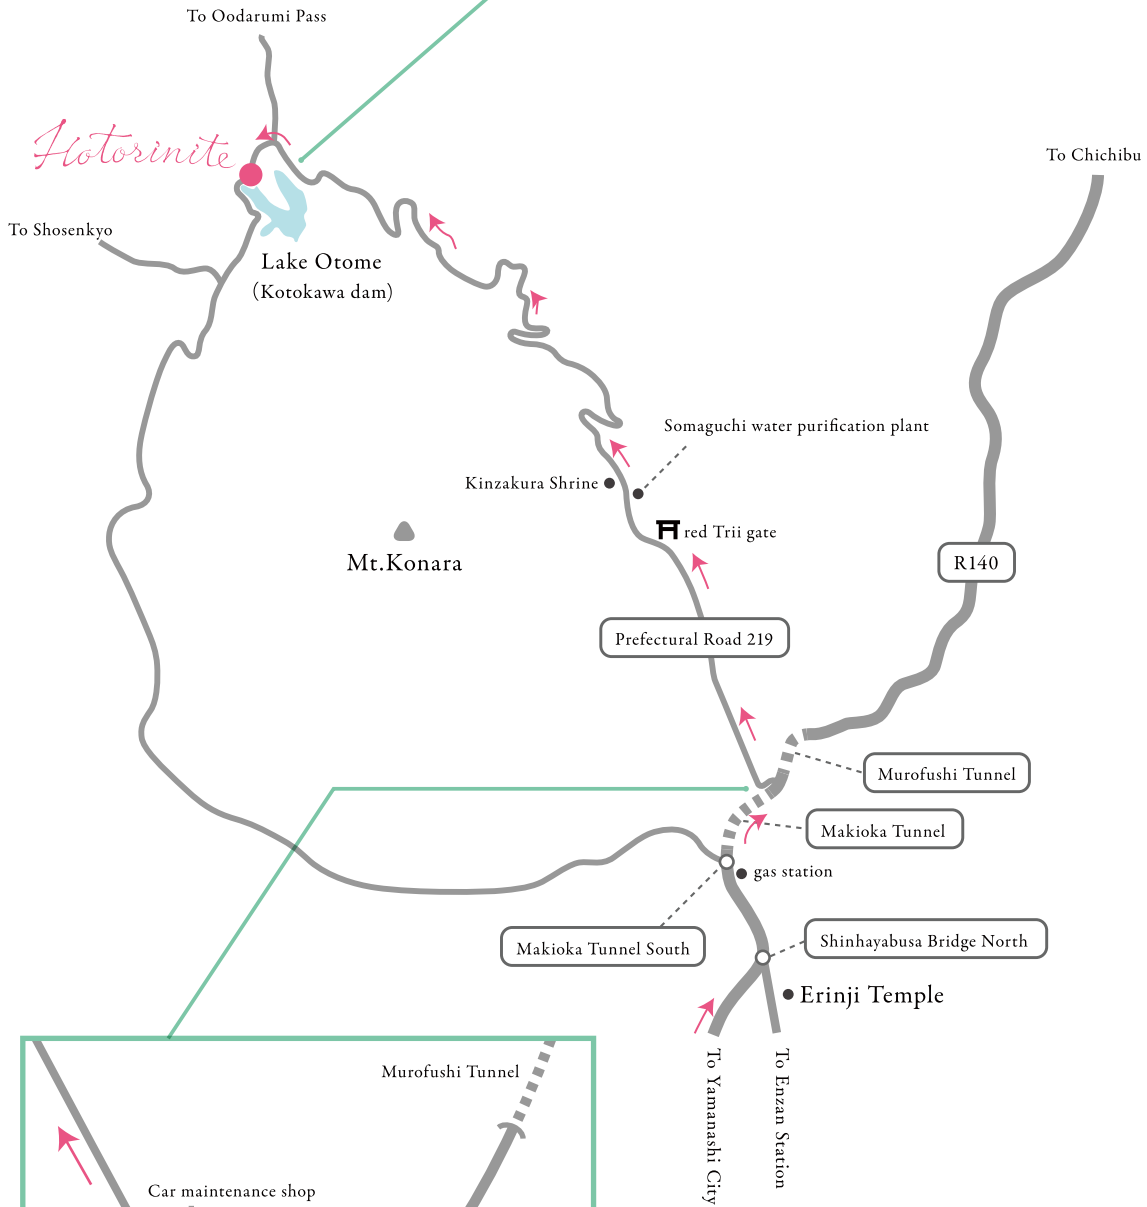 To Oodarumi Pass
Hotorinite
To Chichibu
To Shosenkyo
Lake Otome
(Kotokawa dam)
Somaguchi water purification plant
Kinzakura Shrine
red Trii gate
Mt.Konara
R140
Prefectural Road 219
Murofushi Tunnel
Makioka Tunnel
gas station
Makioka Tunnel South
Shinhayabusa Bridge North
Erinji Temple
To Yamanashi City
To Enzan Station
Murofushi Tunnel
Car maintenance shop